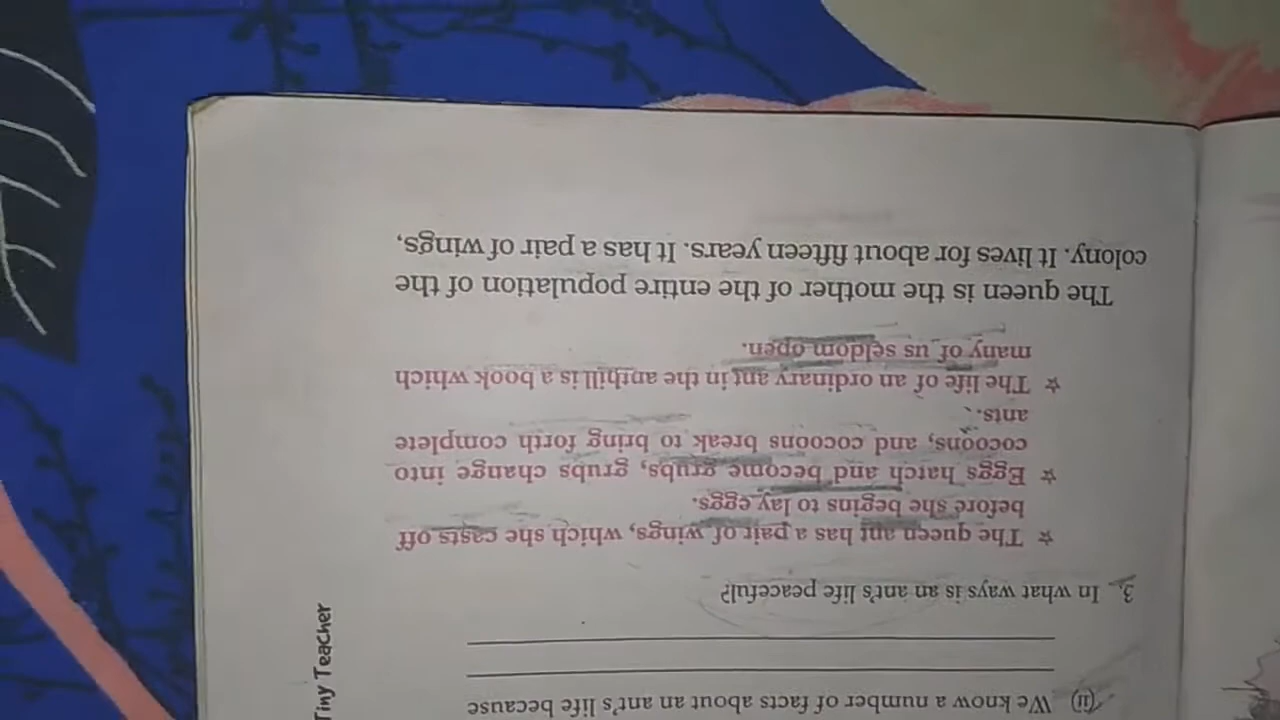 (ii) We know a number of facts about an ant's life because
3. In what ways is an ant's life peaceful?
☆ The queen ant has a pair of wings, which she casts off
before she begins to lay eggs.
☆ Eggs hatch and become grubs, grubs change into
cocoons, and cocoons break to bring forth complete
ants.
☆ The life of an ordinary ant in the anthill is a book which
many of us seldom open.
The queen is the mother of the entire population of the
colony. It lives for about fifteen years. It has a pair of wings,
Tiny Teacher